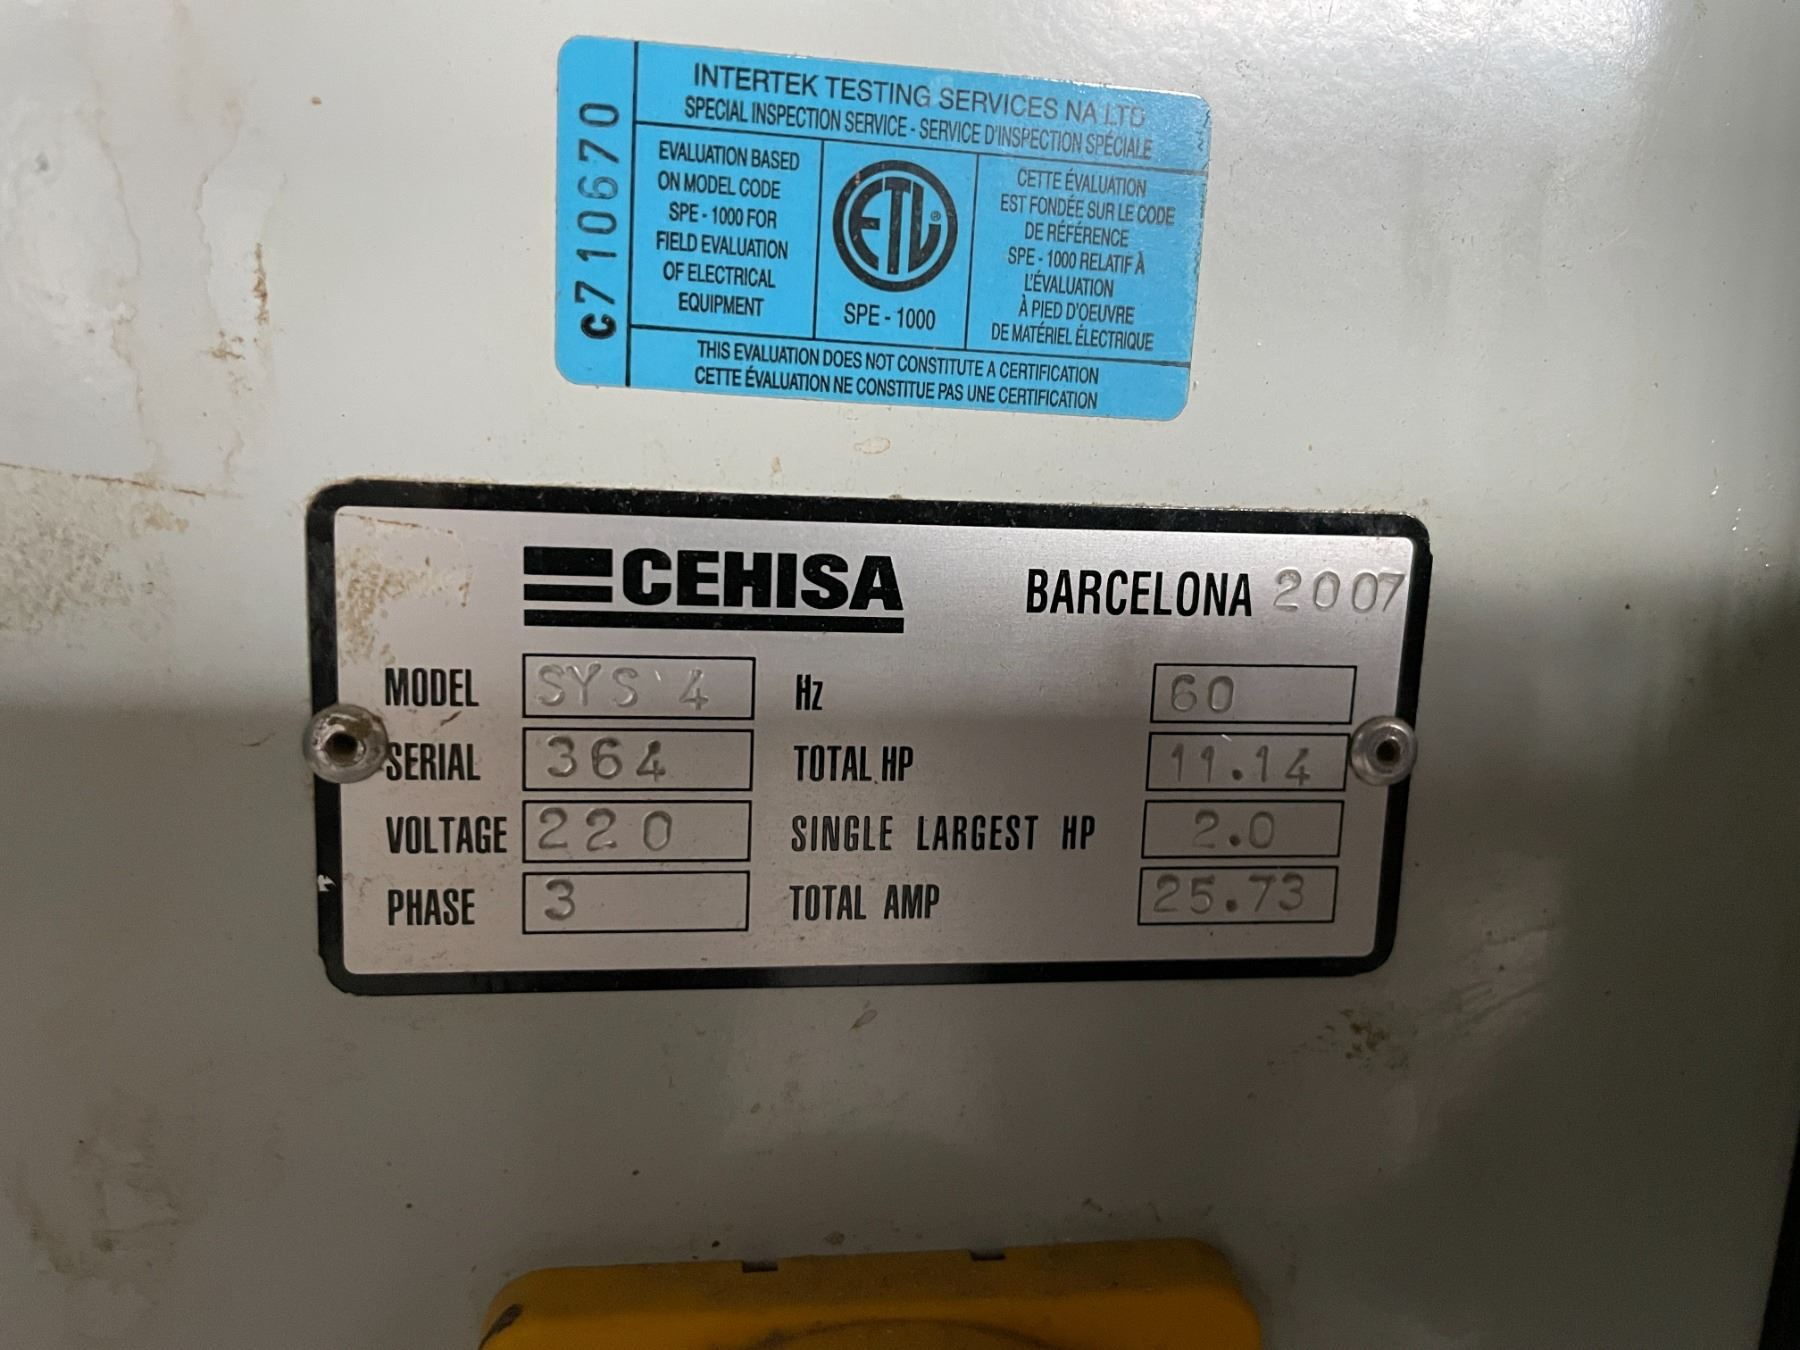 C710670
INTERTEK TESTING SERVICES NA LTD
SPECIAL INSPECTION SERVICE - SERVICE D'INSPECTION SPÉCIALE
EVALUATION BASED
ON MODEL CODE
SPE - 1000 FOR
FIELD EVALUATION
OF ELECTRICAL
EQUIPMENT
ETL®
SPE - 1000
CETTE ÉVALUATION
EST FONDÉE SUR LE CODE
DE RÉFÉRENCE
SPE - 1000 RELATIF À
L'ÉVALUATION
À PIED D'OEUVRE
DE MATÉRIEL ÉLECTRIQUE
THIS EVALUATION DOES NOT CONSTITUTE A CERTIFICATION
CETTE ÉVALUATION NE CONSTITUE PAS UNE CERTIFICATION
CEHISA BARCELONA 2007
MODEL SYS 4 Hz 60
SERIAL 364 TOTAL HP 11.14
VOLTAGE 220 SINGLE LARGEST HP 2.0
PHASE 3 TOTAL AMP 25.73